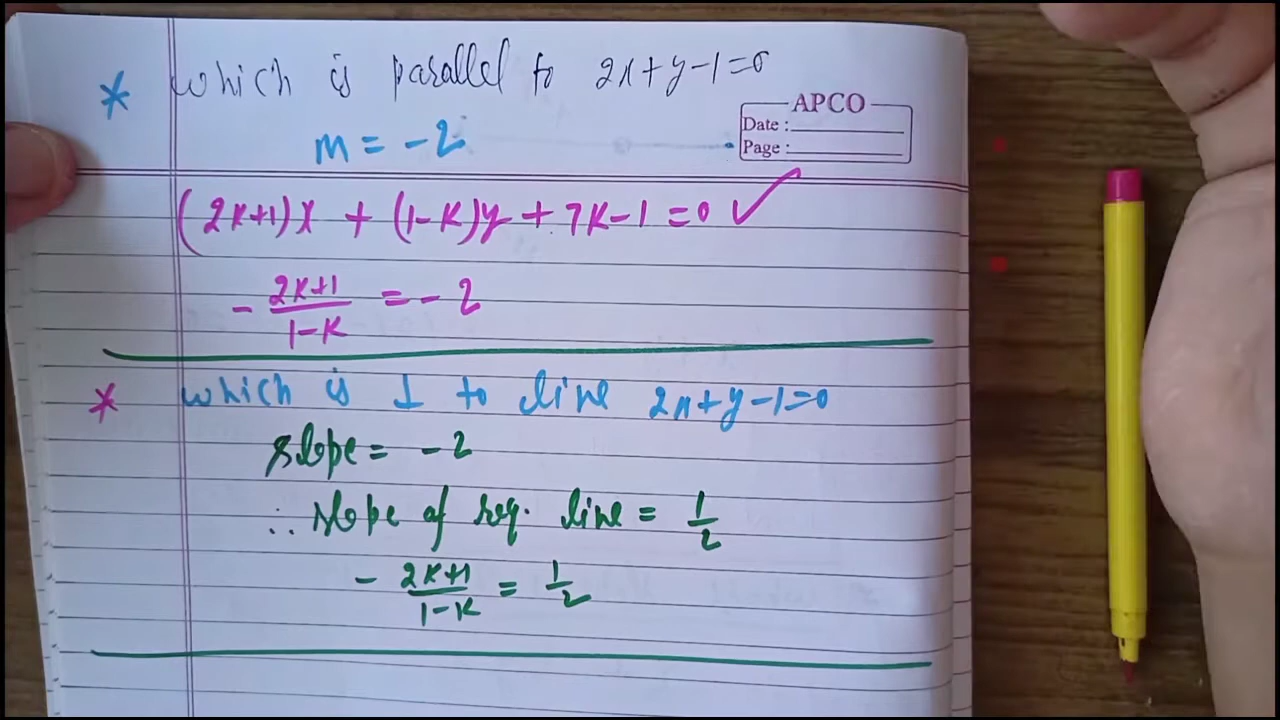 * which is parallel to 2x+y-1=0
APCO
Date :
Page :
m = -2
(2K+1)x + (1-K)y + 7K-1 =0 ✓
- 2K+1/1-K = - 2
* which is ⊥ to line 2x+y-1=0
slope = -2
∴ slope of req. line = 1/2
- 2K+1/1-K = 1/2